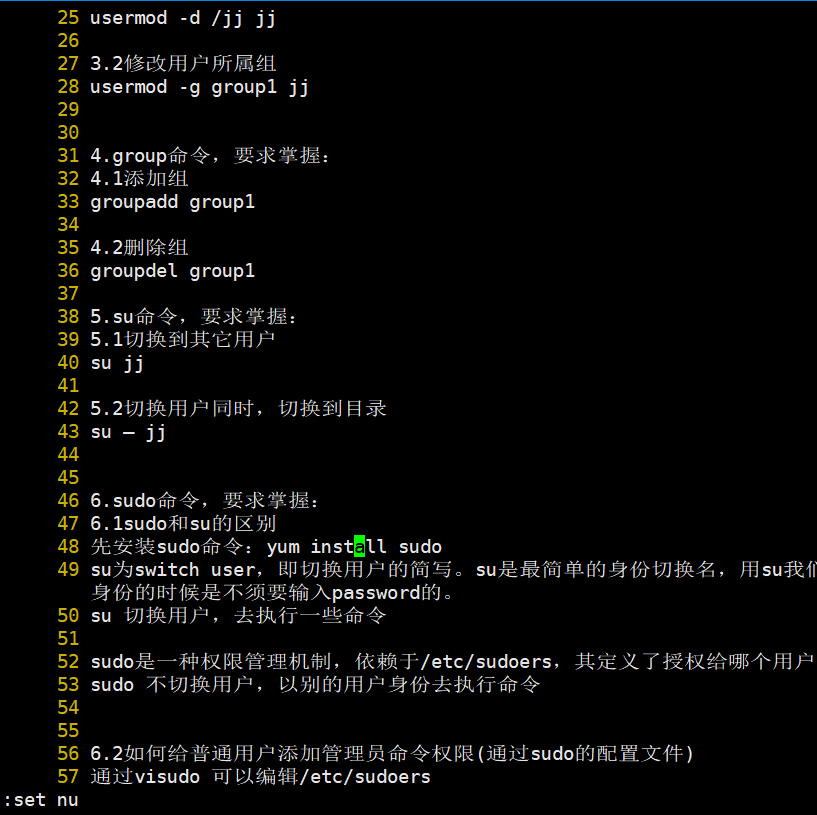 25 usermod -d /jj jj
26
27 3.2修改用户所属组
28 usermod -g group1 jj
29
30
31 4.group命令，要求掌握：
32 4.1添加组
33 groupadd group1
34
35 4.2删除组
36 groupdel group1
37
38 5.su命令，要求掌握：
39 5.1切换到其它用户
40 su jj
41
42 5.2切换用户同时，切换到目录
43 su – jj
44
45
46 6.sudo命令，要求掌握：
47 6.1sudo和su的区别
48 先安装sudo命令：yum install sudo
49 su为switch user，即切换用户的简写。su是最简单的身份切换名，用su我们
身份的时候是不须要输入password的。
50 su 切换用户，去执行一些命令
51
52 sudo是一种权限管理机制，依赖于/etc/sudoers，其定义了授权给哪个用户
53 sudo 不切换用户，以别的用户身份去执行命令
54
55
56 6.2如何给普通用户添加管理员命令权限(通过sudo的配置文件)
57 通过visudo 可以编辑/etc/sudoers
:set nu